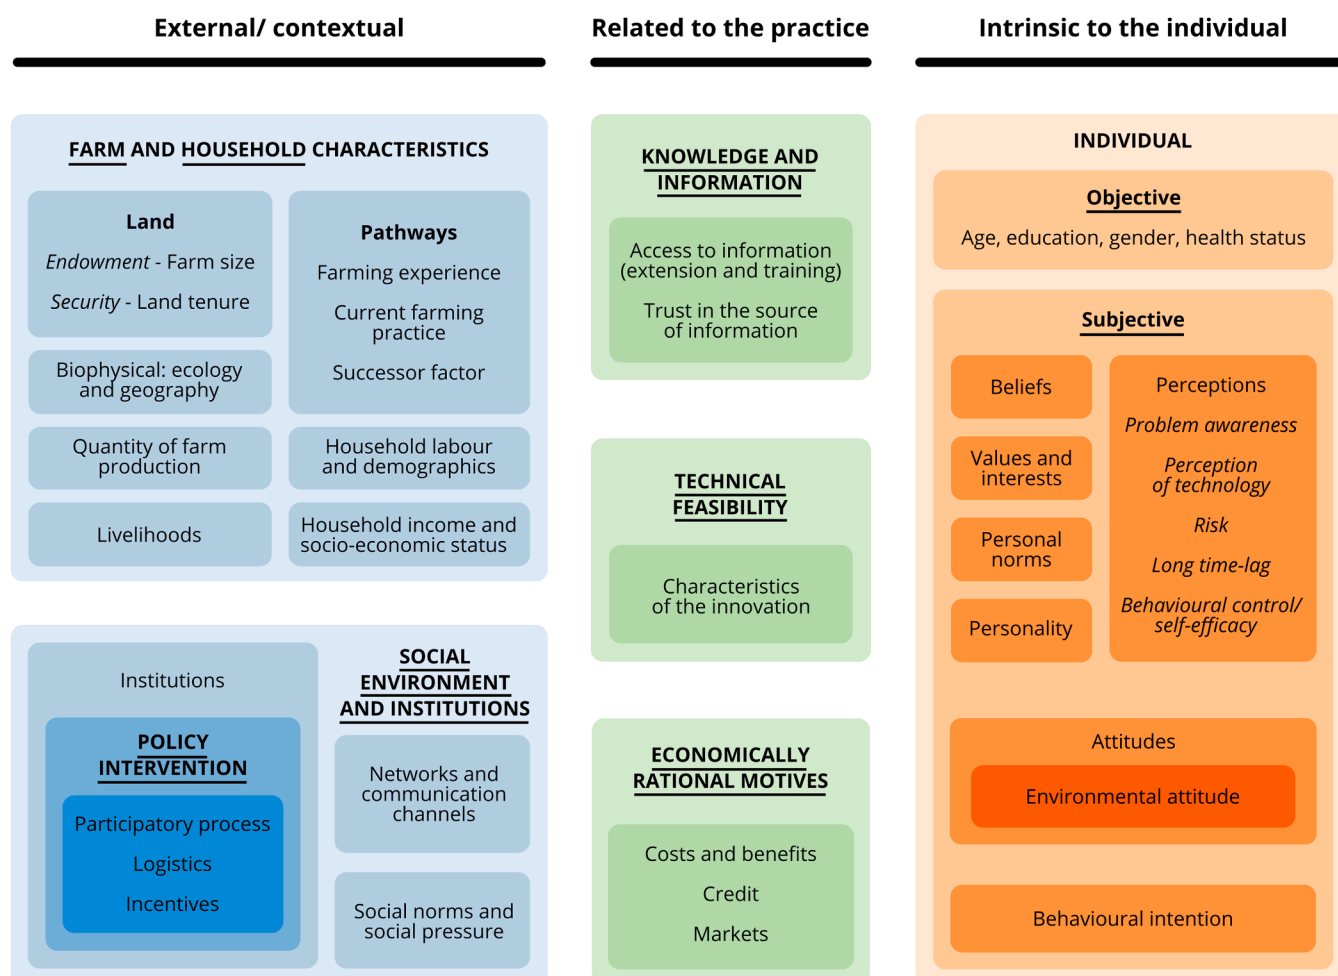 External/ contextual
FARM AND HOUSEHOLD CHARACTERISTICS
Land
Endowment - Farm size
Security - Land tenure
Biophysical: ecology
and geography
Quantity of farm
production
Livelihoods
Pathways
Farming experience
Current farming
practice
Successor factor
Household labour
and demographics
Household income and
socio-economic status
Institutions
POLICY
INTERVENTION
Participatory process
Logistics
Incentives
SOCIAL
ENVIRONMENT
AND INSTITUTIONS
Networks and
communication
channels
Social norms and
social pressure
Related to the practice
KNOWLEDGE AND
INFORMATION
Access to information
(extension and training)
Trust in the source
of information
TECHNICAL
FEASIBILITY
Characteristics
of the innovation
ECONOMICALLY
RATIONAL MOTIVES
Costs and benefits
Credit
Markets
Intrinsic to the individual
INDIVIDUAL
Objective
Age, education, gender, health status
Subjective
Beliefs
Values and
interests
Personal
norms
Personality
Perceptions
Problem awareness
Perception
of technology
Risk
Long time-lag
Behavioural control/
self-efficacy
Attitudes
Environmental attitude
Behavioural intention